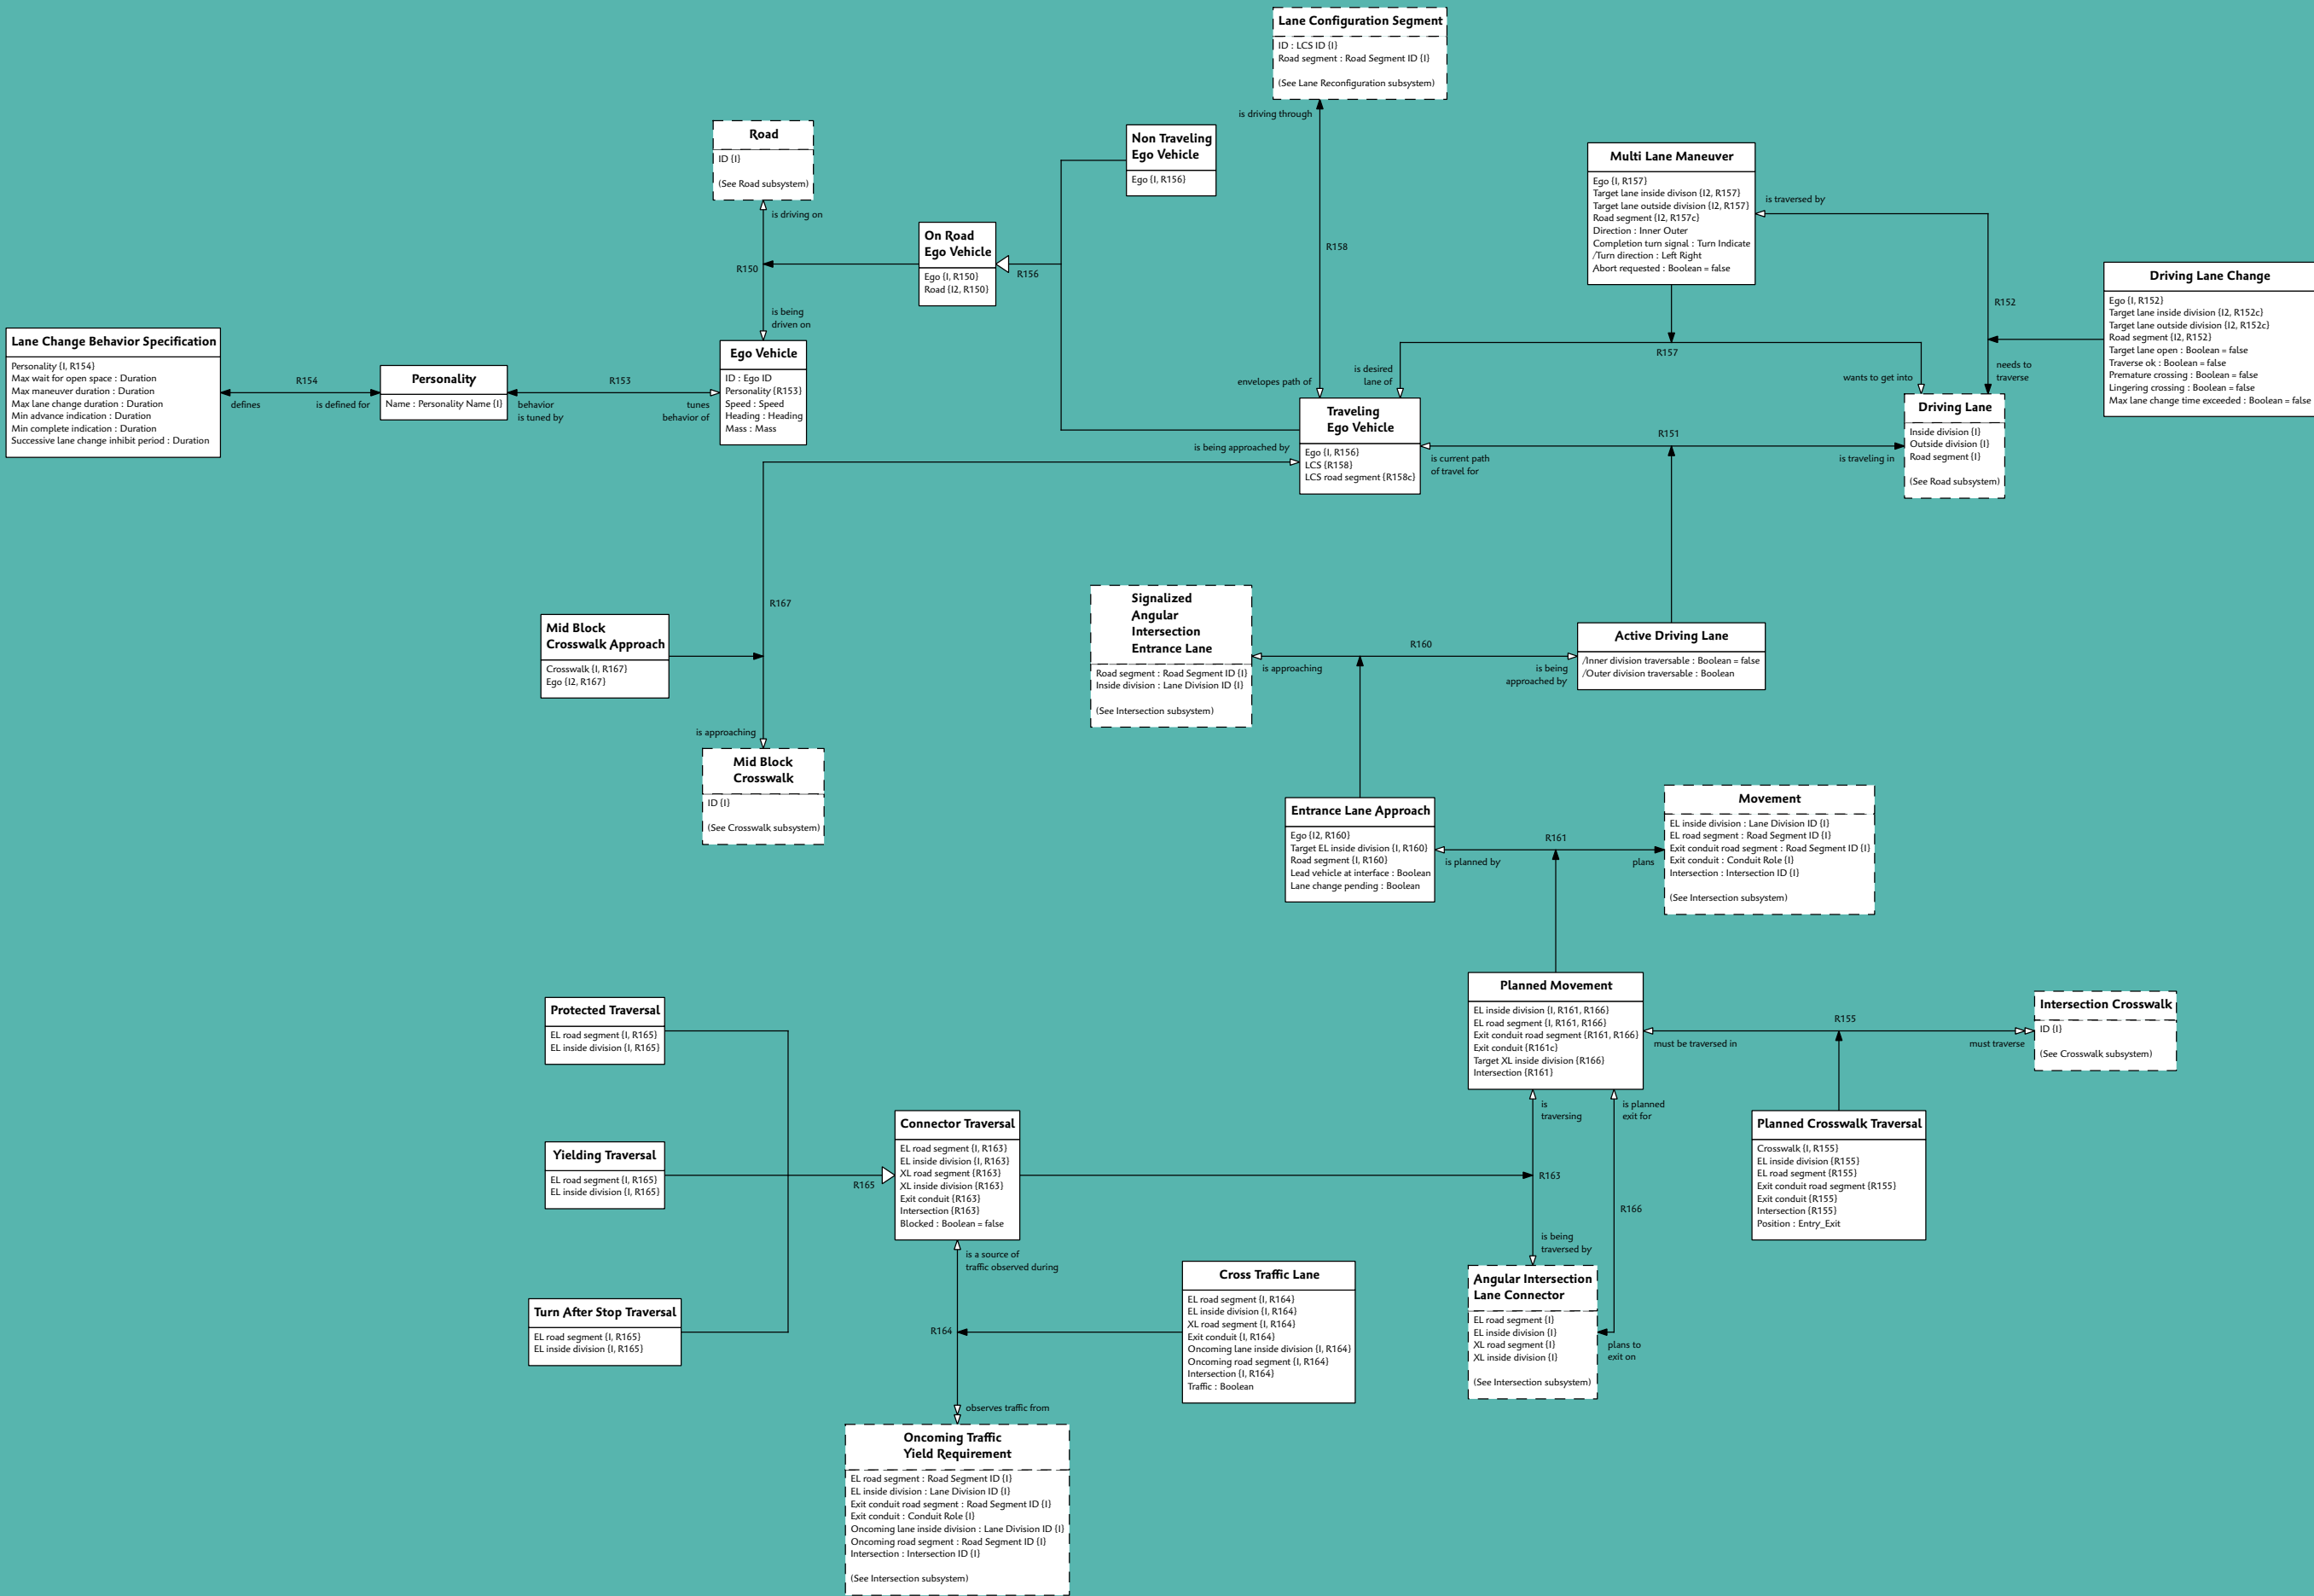 Lane Configuration Segment
ID : LCS ID {I}
Road segment : Road Segment ID {I}
(See Lane Reconfiguration subsystem)
is driving through
R158
envelopes path of
Road
ID {I}
(See Road subsystem)
is driving on
R150
is being
driven on
Non Traveling
Ego Vehicle
Ego {I, R156}
On Road
Ego Vehicle
Ego {I, R150}
Road {I2, R150}
R156
Multi Lane Maneuver
Ego {I, R157}
Target lane inside divison {I2, R157}
Target lane outside division {I2, R157}
Road segment {I2, R157c}
Direction : Inner Outer
Completion turn signal : Turn Indicate
/Turn direction : Left Right
Abort requested : Boolean = false
is traversed by
R152
needs to
traverse
Driving Lane Change
Ego {I, R152}
Target lane inside division {I2, R152c}
Target lane outside division {I2, R152c}
Road segment {I2, R152}
Target lane open : Boolean = false
Traverse ok : Boolean = false
Premature crossing : Boolean = false
Lingering crossing : Boolean = false
Max lane change time exceeded : Boolean = false
R157
is desired
lane of
wants to get into
Lane Change Behavior Specification
Personality {I, R154}
Max wait for open space : Duration
Max maneuver duration : Duration
Max lane change duration : Duration
Min advance indication : Duration
Min complete indication : Duration
Successive lane change inhibit period : Duration
R154
defines
is defined for
Personality
Name : Personality Name {I}
R153
behavior
is tuned by
tunes
behavior of
Ego Vehicle
ID : Ego ID
Personality {R153}
Speed : Speed
Heading : Heading
Mass : Mass
Traveling
Ego Vehicle
Ego {I, R156}
LCS {R158}
LCS road segment {R158c}
is being approached by
R151
is current path
of travel for
is traveling in
Driving Lane
Inside division {I}
Outside division {I}
Road segment {I}
(See Road subsystem)
R167
Mid Block
Crosswalk Approach
Crosswalk {I, R167}
Ego {I2, R167}
is approaching
Mid Block
Crosswalk
ID {I}
(See Crosswalk subsystem)
Signalized
Angular
Intersection
Entrance Lane
Road segment : Road Segment ID {I}
Inside division : Lane Division ID {I}
(See Intersection subsystem)
R160
is approaching
is being
approached by
Active Driving Lane
/Inner division traversable : Boolean = false
/Outer division traversable : Boolean
Entrance Lane Approach
Ego {I2, R160}
Target EL inside division {I, R160}
Road segment {I, R160}
Lead vehicle at interface : Boolean
Lane change pending : Boolean
R161
is planned by
plans
Movement
EL inside division : Lane Division ID {I}
EL road segment : Road Segment ID {I}
Exit conduit road segment : Road Segment ID {I}
Exit conduit : Conduit Role {I}
Intersection : Intersection ID {I}
(See Intersection subsystem)
Planned Movement
EL inside division {I, R161, R166}
EL road segment {I, R161, R166}
Exit conduit road segment {R161, R166}
Exit conduit {R161c}
Target XL inside division {R166}
Intersection {R161}
R155
must be traversed in
must traverse
Intersection Crosswalk
ID {I}
(See Crosswalk subsystem)
Protected Traversal
EL road segment {I, R165}
EL inside division {I, R165}
Yielding Traversal
EL road segment {I, R165}
EL inside division {I, R165}
Turn After Stop Traversal
EL road segment {I, R165}
EL inside division {I, R165}
R165
Connector Traversal
EL road segment {I, R163}
EL inside division {I, R163}
XL road segment {R163}
XL inside division {R163}
Exit conduit {R163}
Intersection {R163}
Blocked : Boolean = false
is
traversing
is planned
exit for
R163
R166
is being
traversed by
plans to
exit on
Planned Crosswalk Traversal
Crosswalk {I, R155}
EL inside division {R155}
EL road segment {R155}
Exit conduit road segment {R155}
Exit conduit {R155}
Intersection {R155}
Position : Entry_Exit
is a source of
traffic observed during
R164
observes traffic from
Cross Traffic Lane
EL road segment {I, R164}
EL inside division {I, R164}
XL road segment {I, R164}
Exit conduit {I, R164}
Oncoming lane inside division {I, R164}
Oncoming road segment {I, R164}
Intersection {I, R164}
Traffic : Boolean
Angular Intersection
Lane Connector
EL road segment {I}
EL inside division {I}
XL road segment {I}
XL inside division {I}
(See Intersection subsystem)
Oncoming Traffic
Yield Requirement
EL road segment : Road Segment ID {I}
EL inside division : Lane Division ID {I}
Exit conduit road segment : Road Segment ID {I}
Exit conduit : Conduit Role {I}
Oncoming lane inside division : Lane Division ID {I}
Oncoming road segment : Road Segment ID {I}
Intersection : Intersection ID {I}
(See Intersection subsystem)